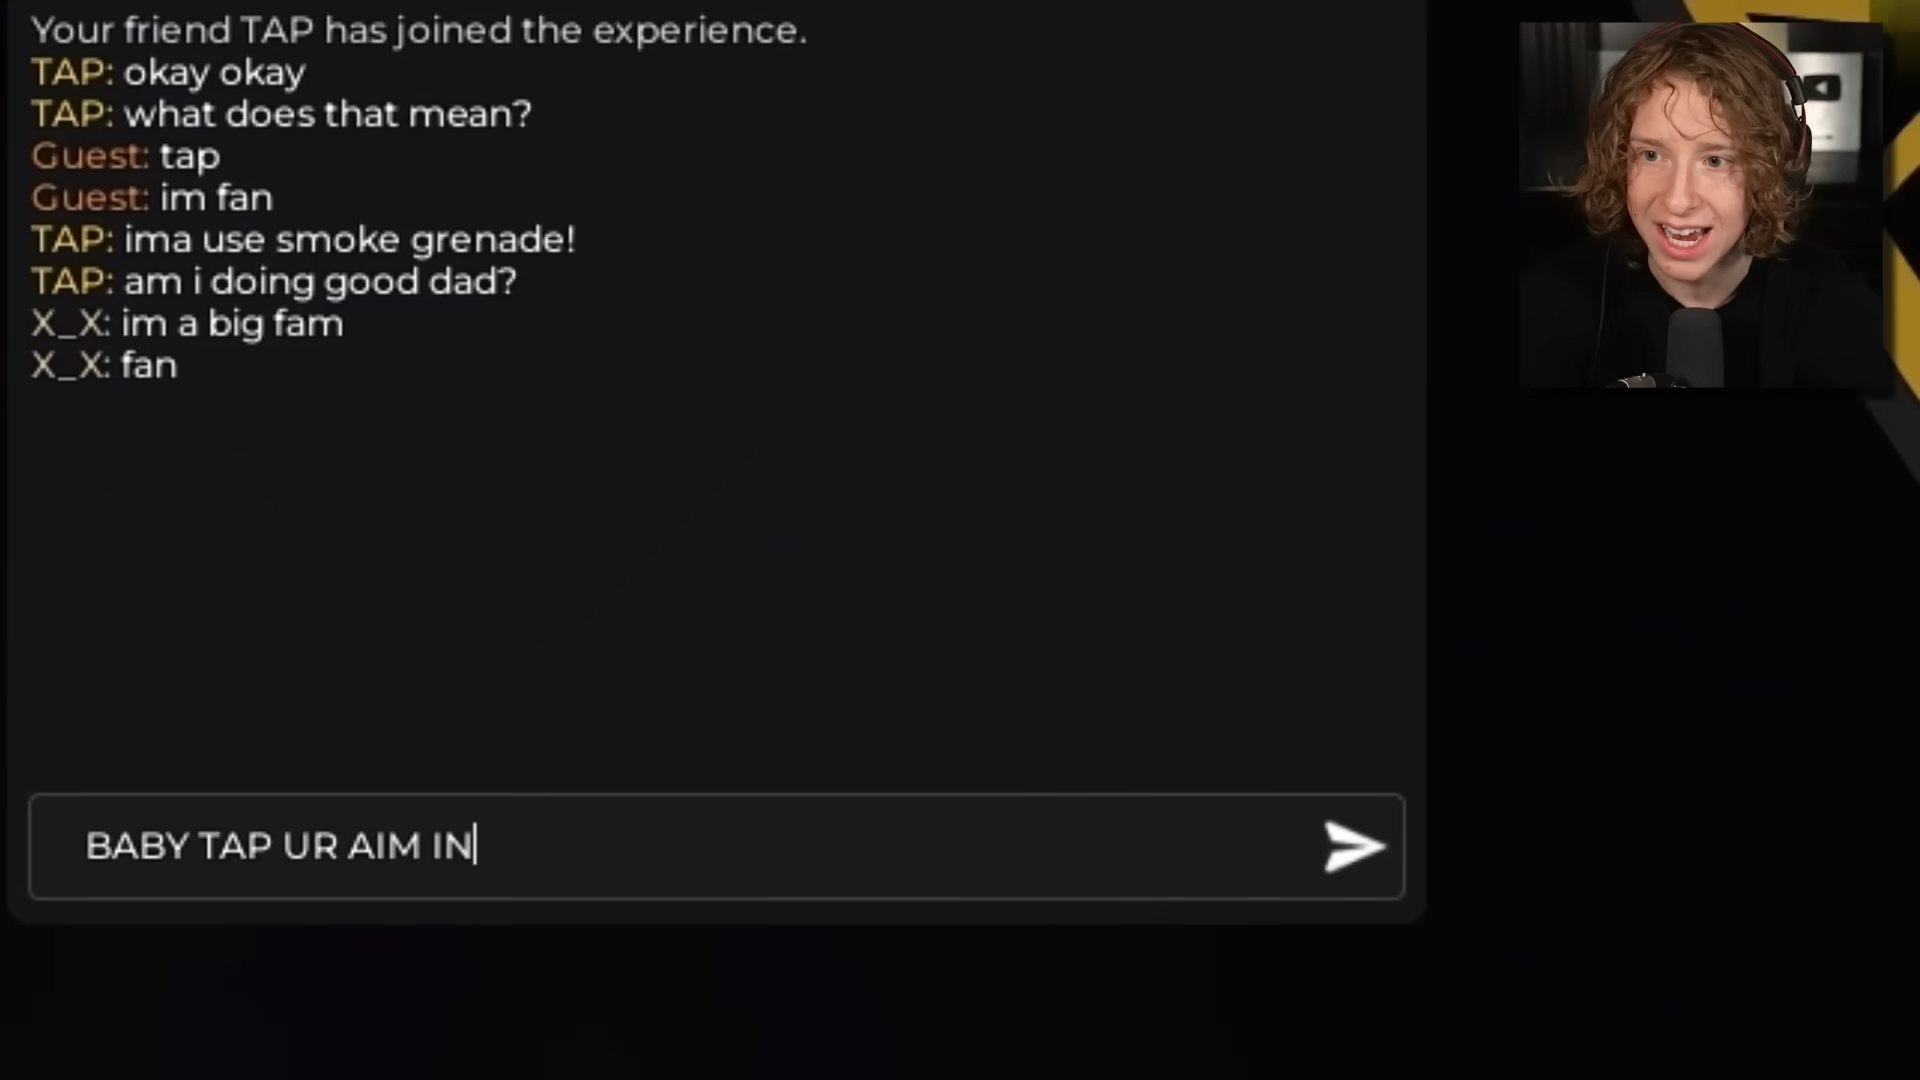 Your friend TAP has joined the experience.
TAP: okay okay
TAP: what does that mean?
Guest: tap
Guest: im fan
TAP: ima use smoke grenade!
TAP: am i doing good dad?
X_X: im a big fam
X_X: fan
BABY TAP UR AIM IN